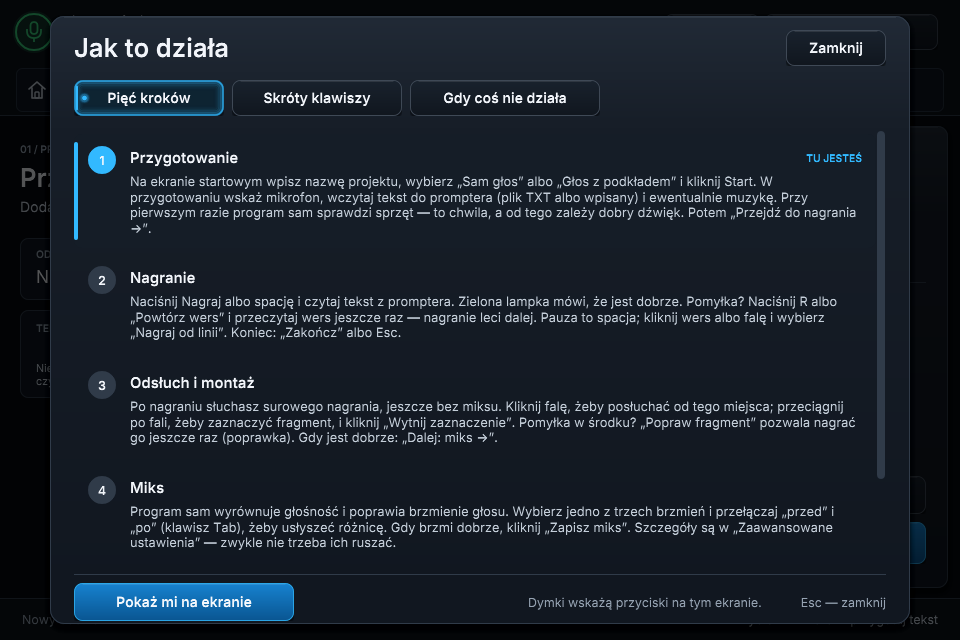 Jak to działa
Zamknij
Pięć kroków
Skróty klawiszy
Gdy coś nie działa
1
Przygotowanie
TU JESTEŚ
Na ekranie startowym wpisz nazwę projektu, wybierz „Sam głos” albo „Głos z podkładem” i kliknij Start. W
przygotowaniu wskaż mikrofon, wczytaj tekst do promptera (plik TXT albo wpisany) i ewentualnie muzykę. Przy
pierwszym razie program sam sprawdzi sprzęt — to chwila, a od tego zależy dobry dźwięk. Potem „Przejdź do nagrania
→”.
2
Nagranie
Naciśnij Nagraj albo spację i czytaj tekst z promptera. Zielona lampka mówi, że jest dobrze. Pomyłka? Naciśnij R albo
„Powtórz wers” i przeczytaj wers jeszcze raz — nagranie leci dalej. Pauza to spacja; kliknij wers albo falę i wybierz
„Nagraj od linii”. Koniec: „Zakończ” albo Esc.
3
Odsłuch i montaż
Po nagraniu słuchasz surowego nagrania, jeszcze bez miksu. Kliknij falę, żeby posłuchać od tego miejsca; przeciągnij
po fali, żeby zaznaczyć fragment, i kliknij „Wytnij zaznaczenie”. Pomyłka w środku? „Popraw fragment” pozwala nagrać
go jeszcze raz (poprawka). Gdy jest dobrze: „Dalej: miks →”.
4
Miks
Program sam wyrównuje głośność i poprawia brzmienie głosu. Wybierz jedno z trzech brzmień i przełączaj „przed” i
„po” (klawisz Tab), żeby usłyszeć różnicę. Gdy brzmi dobrze, kliknij „Zapisz miks”. Szczegóły są w „Zaawansowane
ustawienia” — zwykle nie trzeba ich ruszać.
Pokaż mi na ekranie
Dymki wskażą przyciski na tym ekranie.
Esc — zamknij
tekst